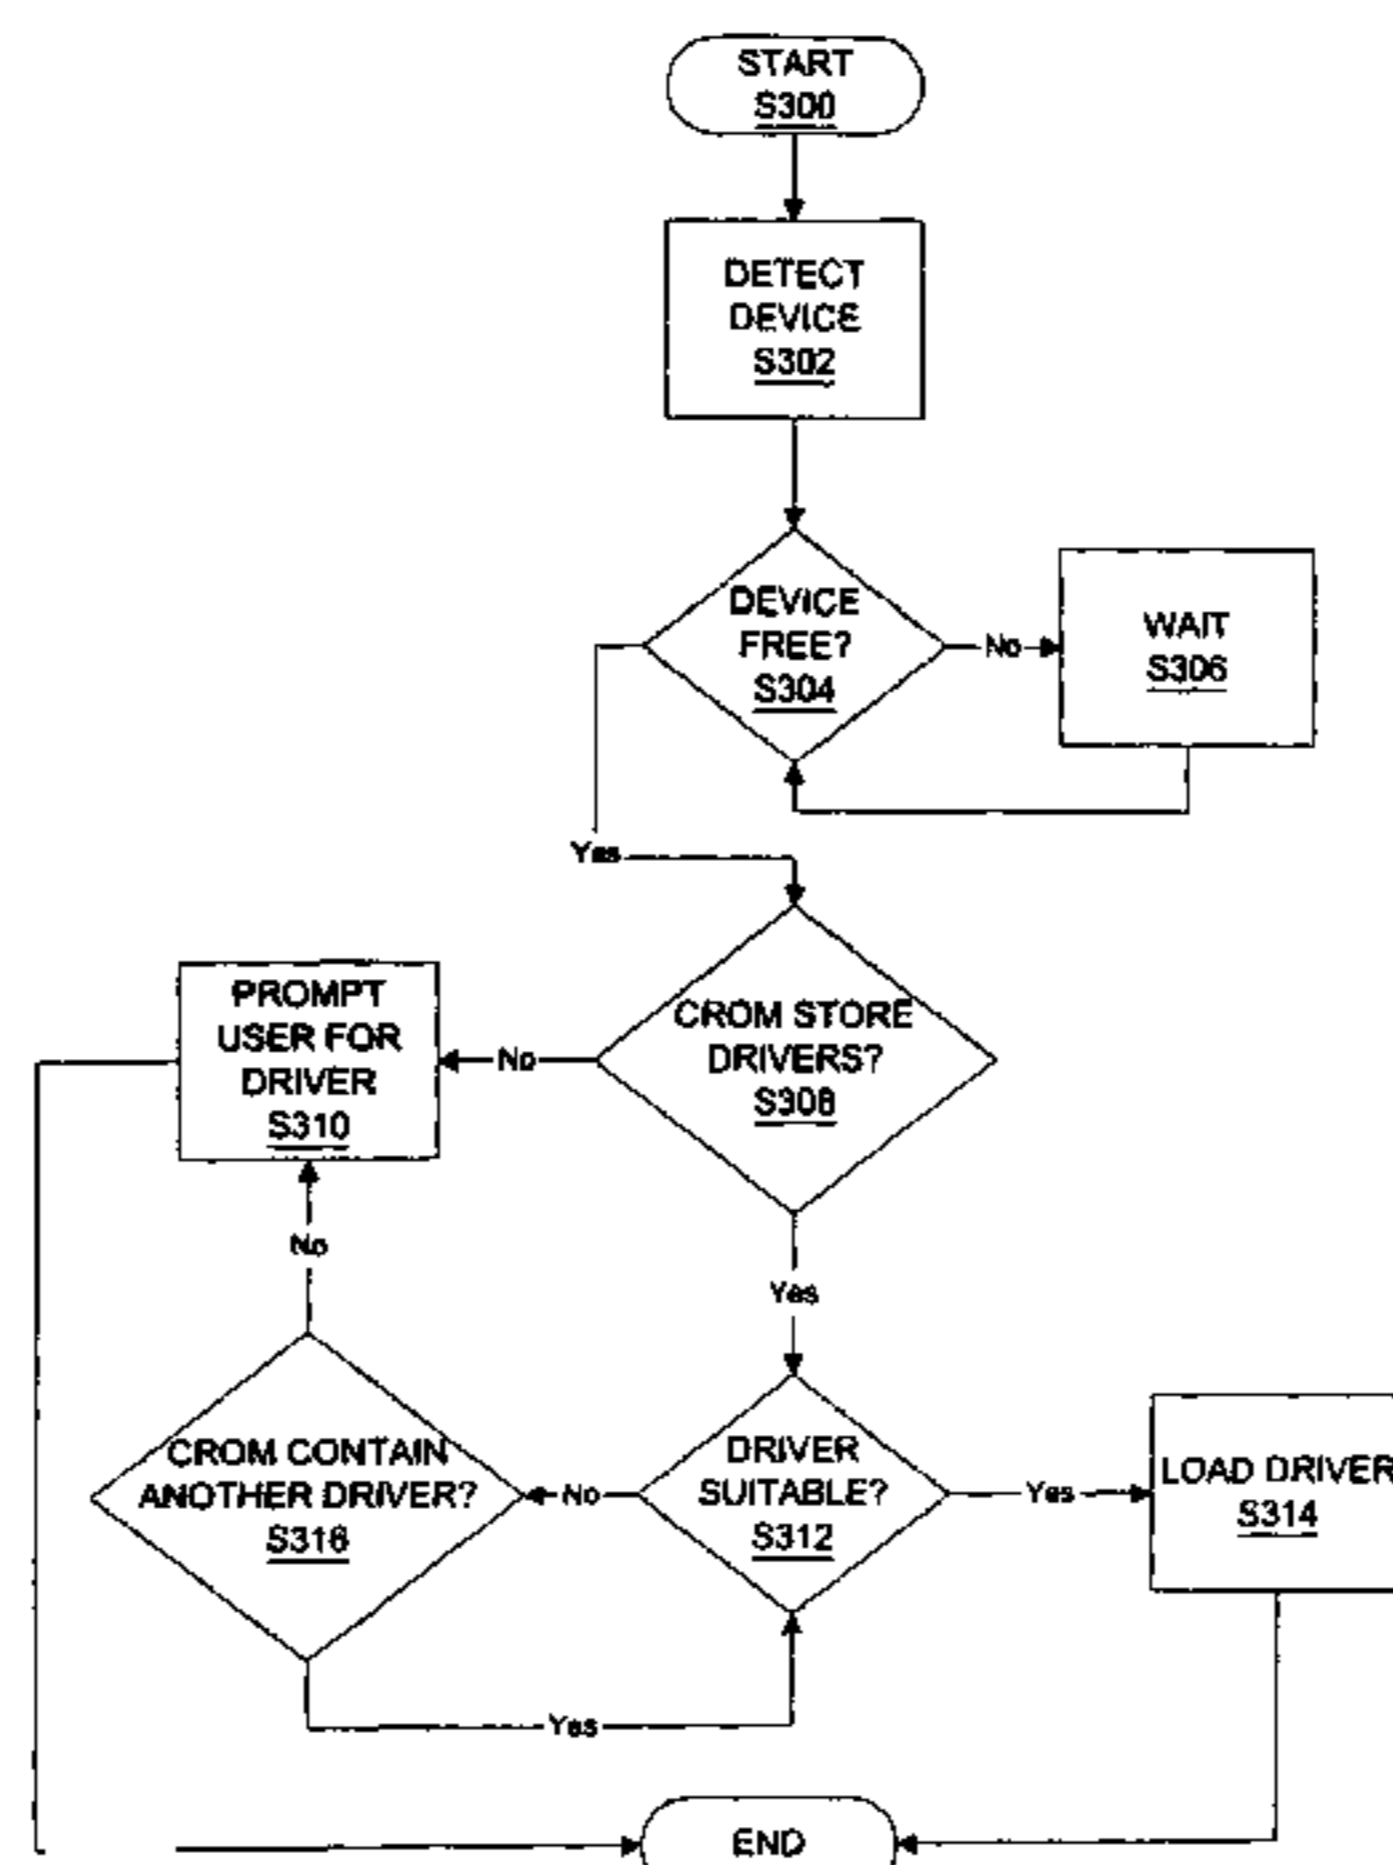 START
S300
DETECT
DEVICE
S302
DEVICE
FREE?
S304
No
WAIT
S306
Yes
PROMPT
USER FOR
DRIVER
S310
No
CROM STORE
DRIVERS?
S308
No
Yes
CROM CONTAIN
ANOTHER DRIVER?
S316
No
DRIVER
SUITABLE?
S312
Yes
LOAD DRIVER
S314
Yes
END